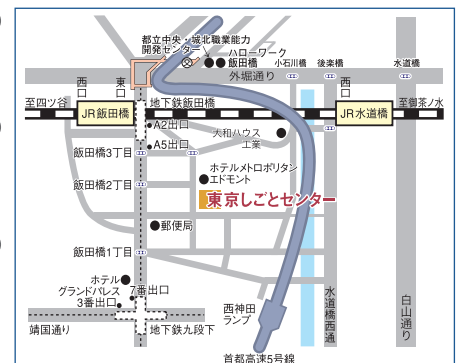 都立中央・城北職業能力
開発センター
ハローワーク
飯田橋
小石川橋
後楽橋
水道橋
外堀通り
西口
東口
西口
至四ツ谷
JR飯田橋
地下鉄飯田橋
JR水道橋
至御茶ノ水
A2出口
大和ハウス
工業
A5出口
飯田橋3丁目
ホテルメトロポリタン
エドモント
飯田橋2丁目
東京しごとセンター
郵便局
飯田橋1丁目
ホテル
グランドパレス
7番出口
3番出口
西神田
ランプ
水道橋西通
白山通り
靖国通り
地下鉄九段下
首都高速5号線